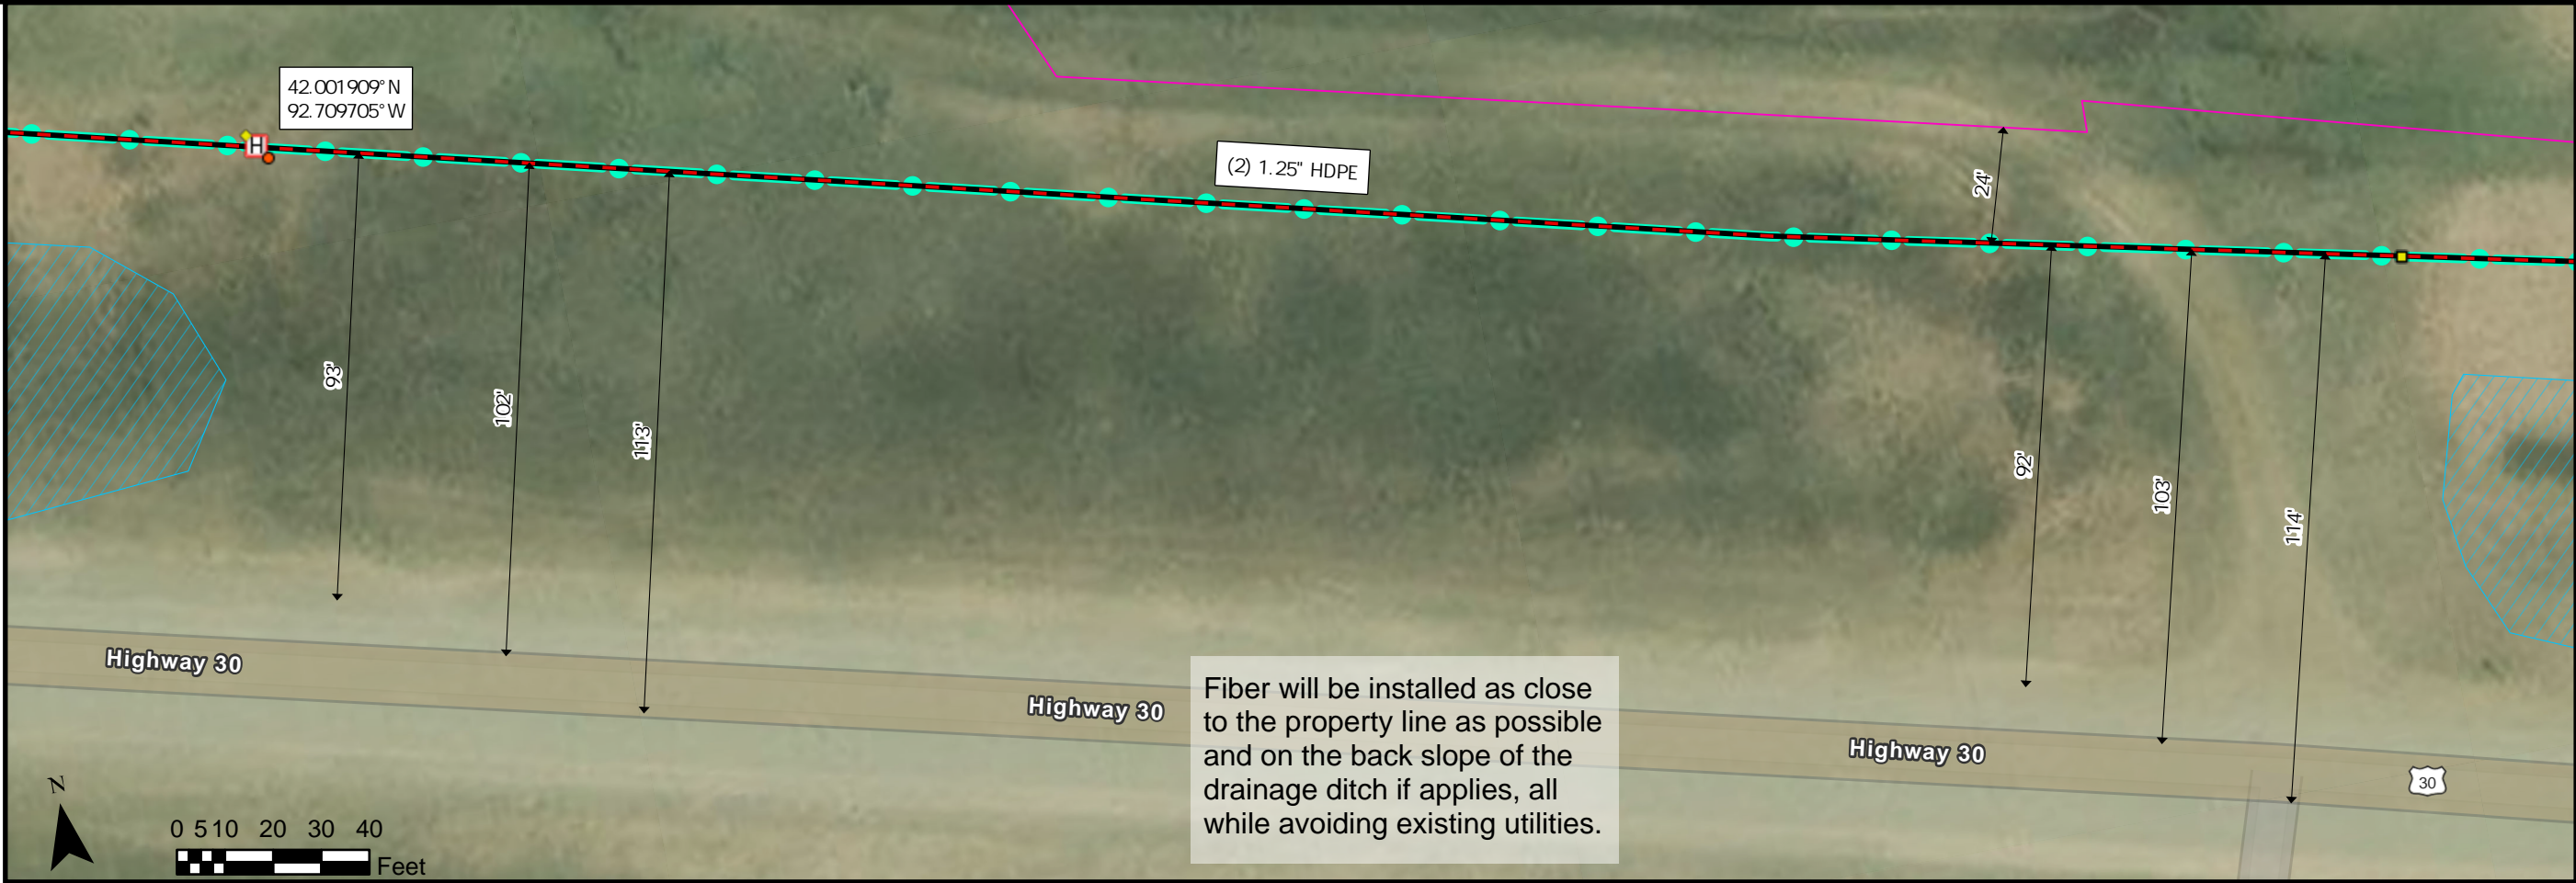 42.001909° N
92.709705° W
H
(2) 1.25" HDPE
24'
93'
102'
113'
92'
103'
114'
Highway 30
Highway 30
Highway 30
30
Fiber will be installed as close
to the property line as possible
and on the back slope of the
drainage ditch if applies, all
while avoiding existing utilities.
N
0 5 10 20 30 40
Feet